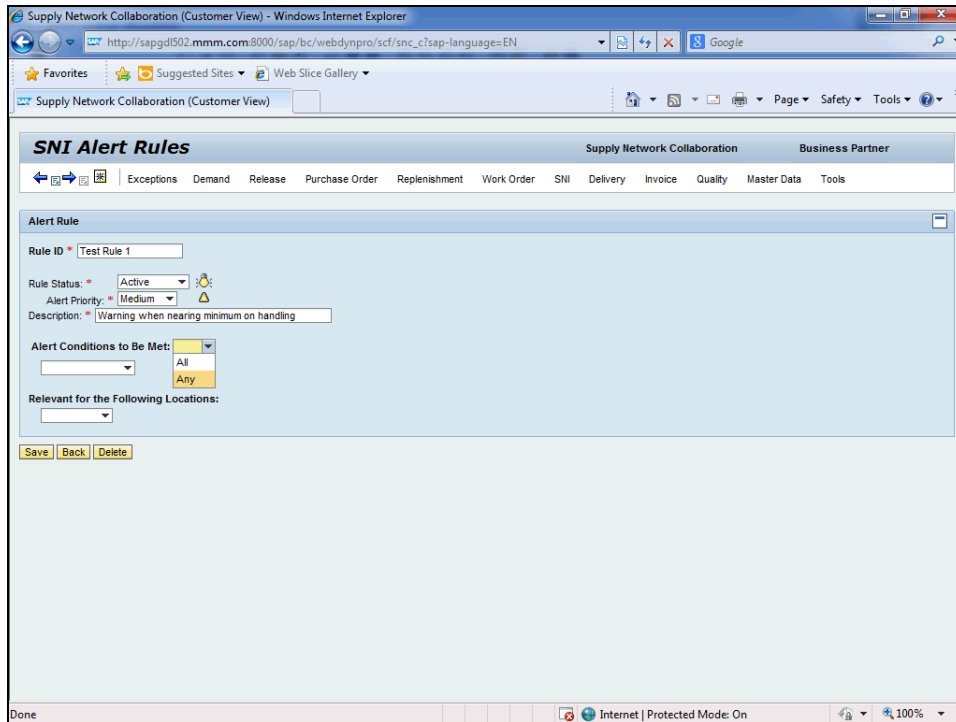 Supply Network Collaboration (Customer View) - Windows Internet Explorer
http://sapgdl502.mmm.com:8000/sap/bc/webdynpro/scf/snc_c?sap-language=EN
Google
Favorites Suggested Sites Web Slice Gallery
Supply Network Collaboration (Customer View)
Page Safety Tools
SNI Alert Rules Supply Network Collaboration Business Partner
Exceptions Demand Release Purchase Order Replenishment Work Order SNI Delivery Invoice Quality Master Data Tools
Alert Rule
Rule ID * Test Rule 1
Rule Status: * Active
Alert Priority: * Medium
Description: * Warning when nearing minimum on handling
Alert Conditions to Be Met:
All
Any
Relevant for the Following Locations:
Save Back Delete
Done Internet | Protected Mode: On 100%